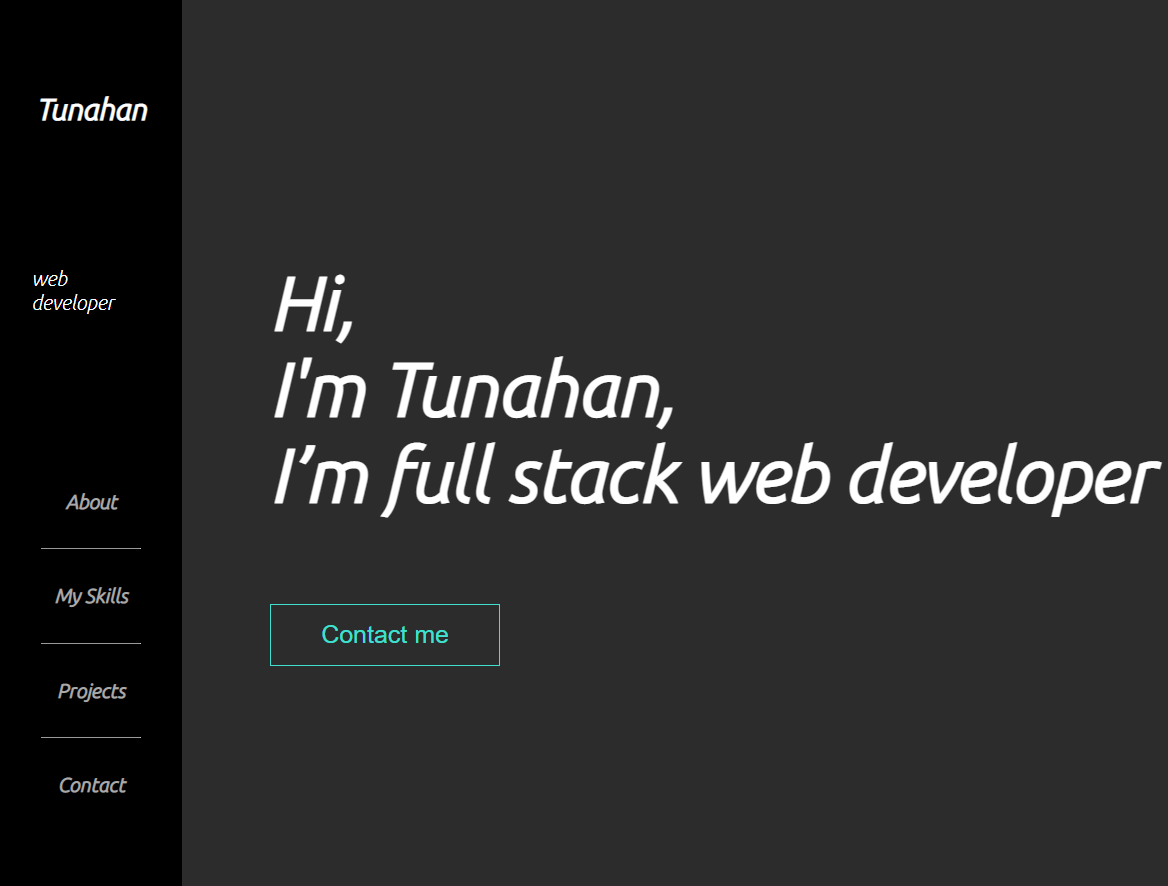 Tunahan
web
developer
About
My Skills
Projects
Contact
Hi,
I'm Tunahan,
I’m full stack web developer
Contact me